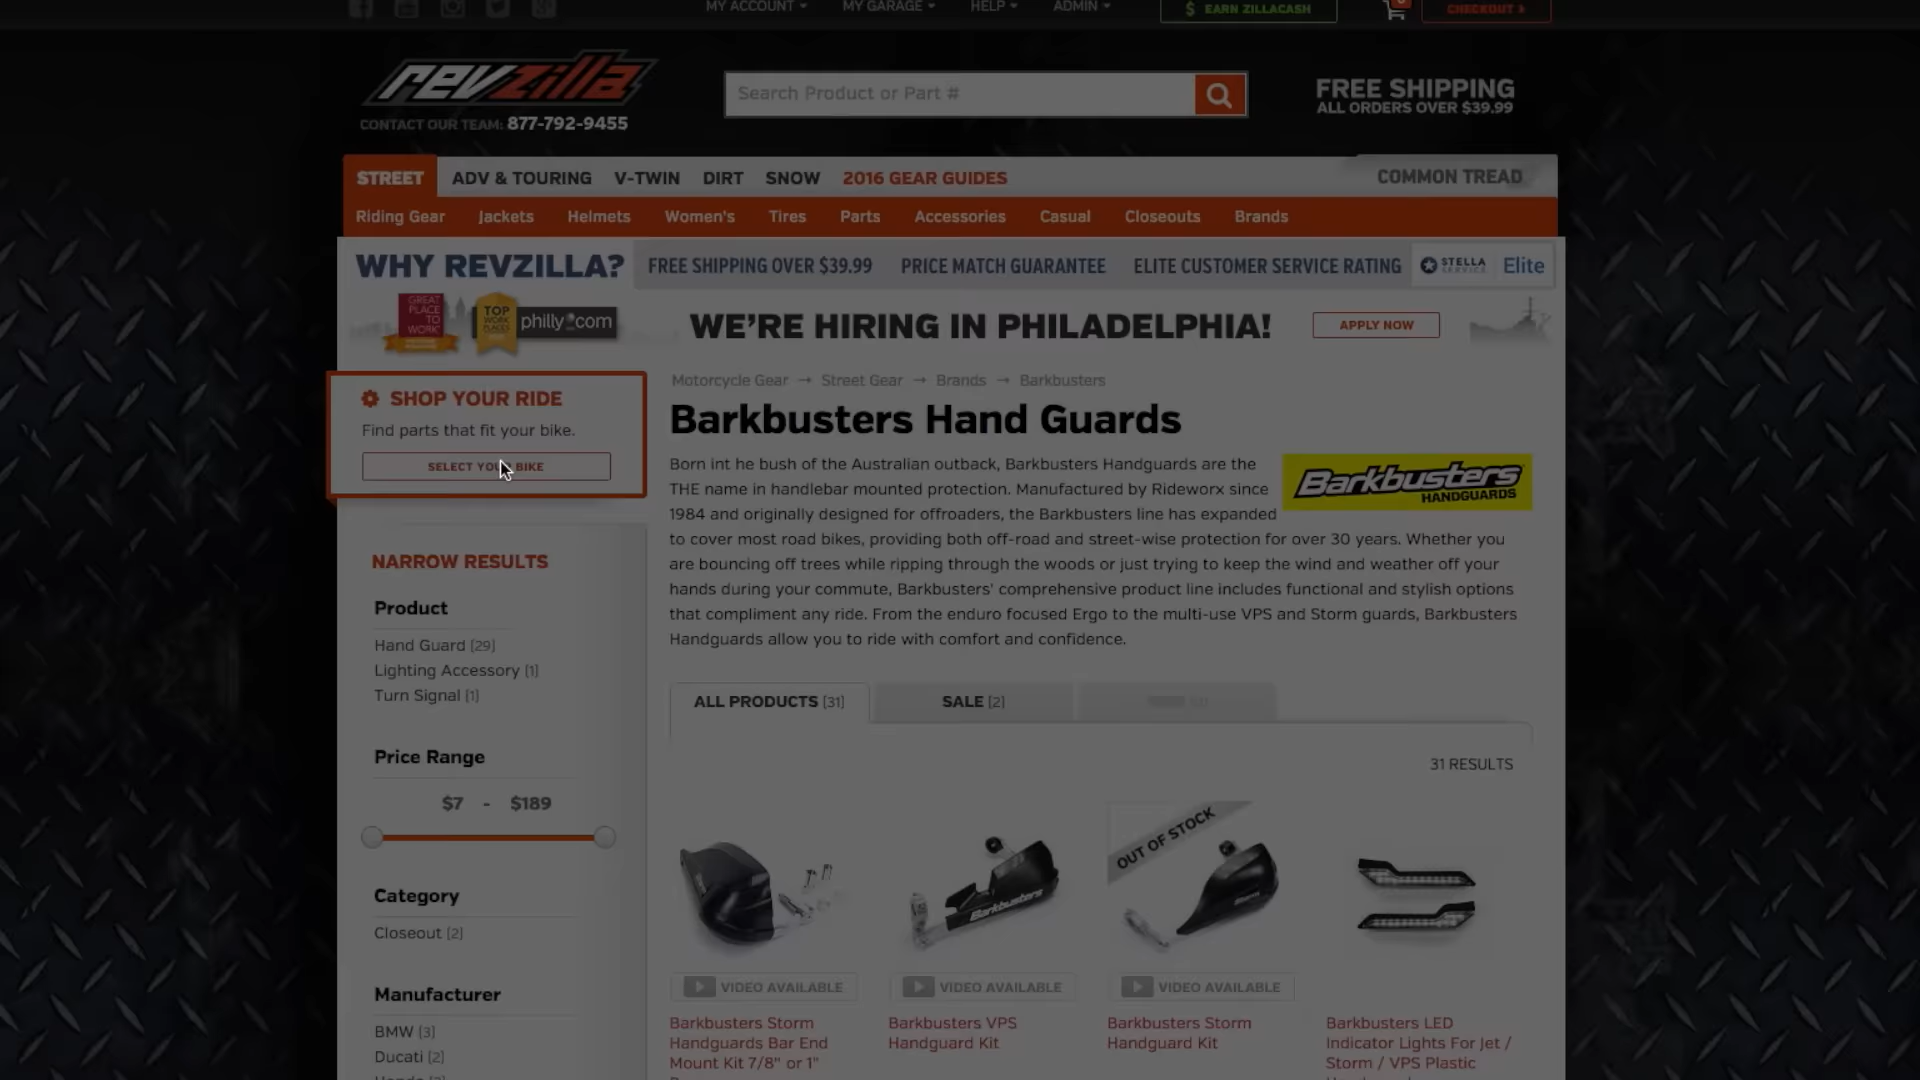 MY ACCOUNT
MY GARAGE
HELP
ADMIN
$ EARN ZILLACASH
CHECKOUT
revzilla
CONTACT OUR TEAM: 877-792-9455
Search Product or Part #
FREE SHIPPING
ALL ORDERS OVER $39.99
STREET
ADV & TOURING
V-TWIN
DIRT
SNOW
2016 GEAR GUIDES
COMMON TREAD
Riding Gear
Jackets
Helmets
Women's
Tires
Parts
Accessories
Casual
Closeouts
Brands
WHY REVZILLA?
FREE SHIPPING OVER $39.99
PRICE MATCH GUARANTEE
ELITE CUSTOMER SERVICE RATING
STELLA
SERVICE
Elite
GREAT
PLACE
TO
WORK
TOP
WORK
PLACES
philly.com
WE'RE HIRING IN PHILADELPHIA!
APPLY NOW
SHOP YOUR RIDE
Find parts that fit your bike.
SELECT YOUR BIKE
NARROW RESULTS
Product
Hand Guard [29]
Lighting Accessory [1]
Turn Signal [1]
Price Range
$7 - $189
Category
Closeout [2]
Manufacturer
BMW [3]
Ducati [2]
Motorcycle Gear → Street Gear → Brands → Barkbusters
Barkbusters Hand Guards
Born int he bush of the Australian outback, Barkbusters Handguards are the
THE name in handlebar mounted protection. Manufactured by Rideworx since
1984 and originally designed for offroaders, the Barkbusters line has expanded
to cover most road bikes, providing both off-road and street-wise protection for over 30 years. Whether you
are bouncing off trees while ripping through the woods or just trying to keep the wind and weather off your
hands during your commute, Barkbusters' comprehensive product line includes functional and stylish options
that compliment any ride. From the enduro focused Ergo to the multi-use VPS and Storm guards, Barkbusters
Handguards allow you to ride with comfort and confidence.
Barkbusters
HANDGUARDS
ALL PRODUCTS [31]
SALE [2]
31 RESULTS
Barkbusters
OUT OF STOCK
VIDEO AVAILABLE
VIDEO AVAILABLE
VIDEO AVAILABLE
Barkbusters Storm
Handguards Bar End
Mount Kit 7/8" or 1"
Barkbusters VPS
Handguard Kit
Barkbusters Storm
Handguard Kit
Barkbusters LED
Indicator Lights For Jet /
Storm / VPS Plastic